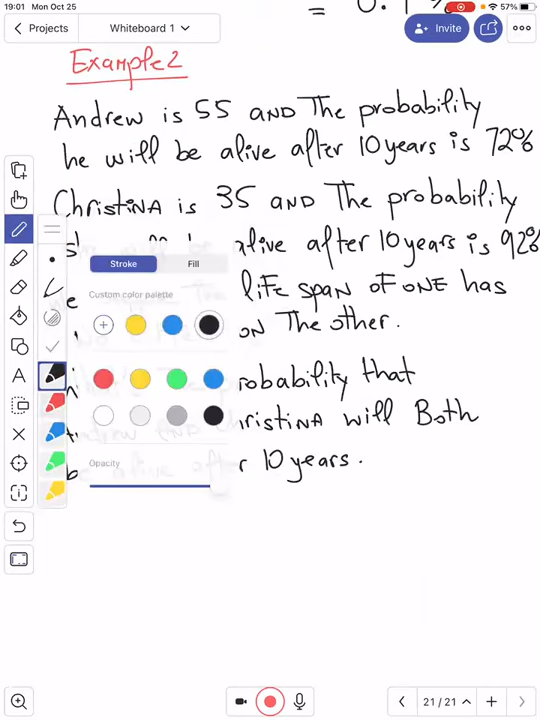 19:01 Mon Oct 25
57%
Projects
Whiteboard 1
Invite
Example 2
Andrew is 55 AND The probability
he will be alive after 10 years is 72%
Christina is 35 AND The probability
alive after 10 years is 92%
life span of one has
on The other.
robability that
ristina will Both
r 10 years.
Stroke
Fill
Custom color palette
Opacity
A
21/21